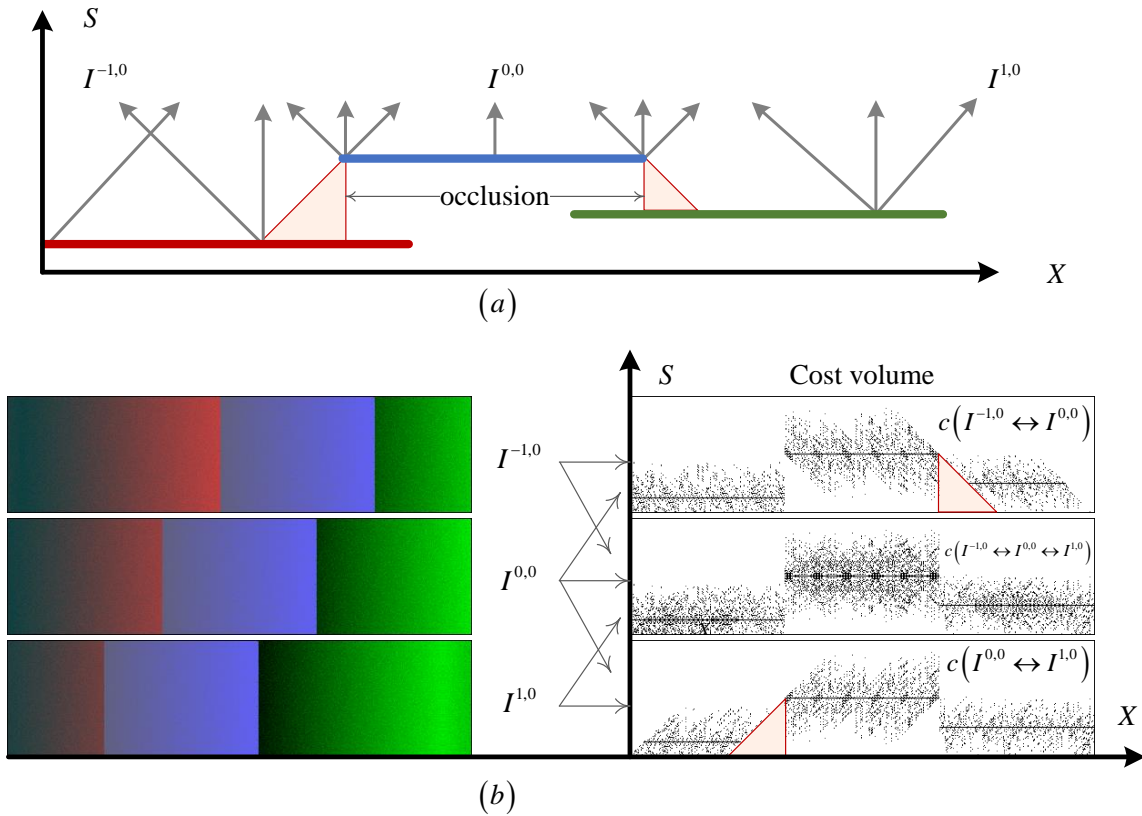 S
I^{-1,0} I^{0,0} I^{1,0}
occlusion
X
(a)
S Cost volume
c(I^{-1,0} ↔ I^{0,0})
I^{-1,0}
c(I^{-1,0} ↔ I^{0,0} ↔ I^{1,0})
I^{0,0}
c(I^{0,0} ↔ I^{1,0})
I^{1,0}
X
(b)